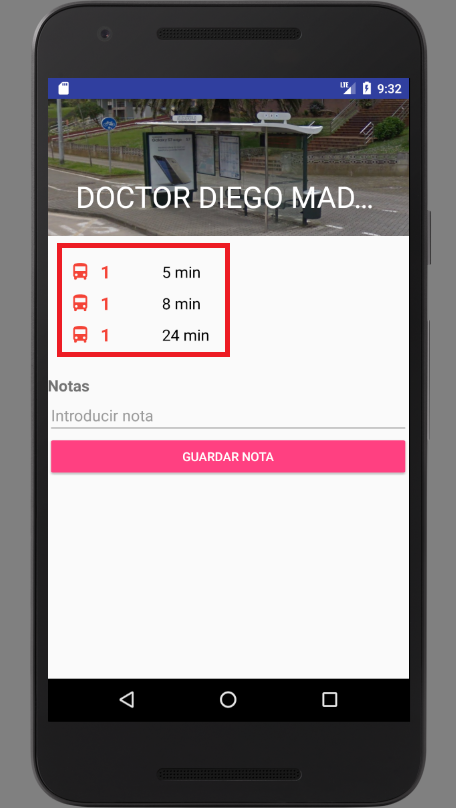 LTE 9:32
DOCTOR DIEGO MAD...
1 5 min
1 8 min
1 24 min
Notas
Introducir nota
GUARDAR NOTA